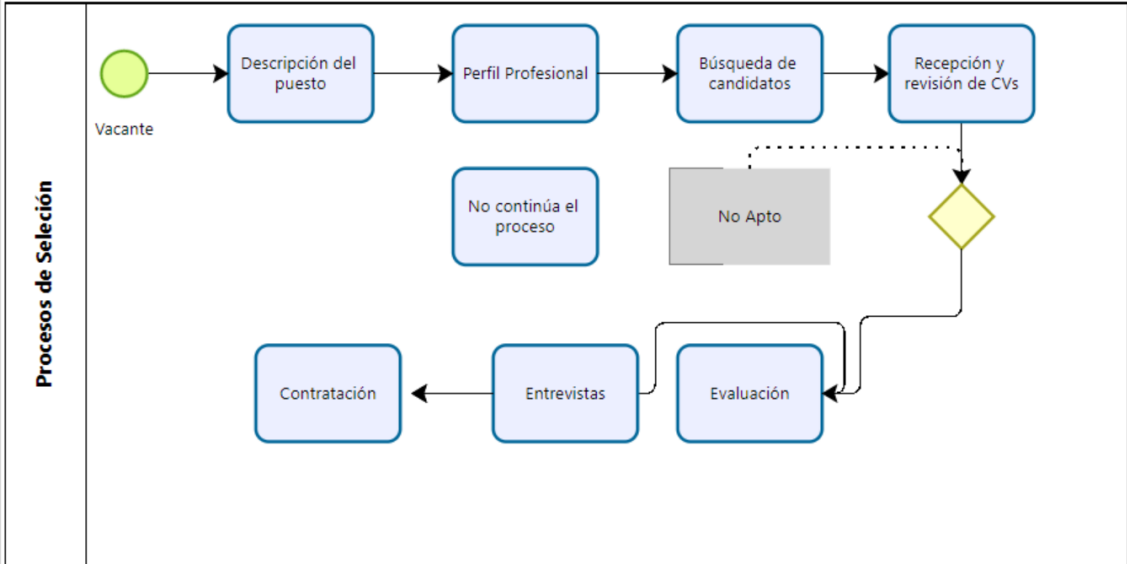 Procesos de Seleción
Vacante
Descripción del
puesto
Perfil Profesional
Búsqueda de
candidatos
Recepción y
revisión de CVs
No continúa el
proceso
No Apto
Contratación
Entrevistas
Evaluación